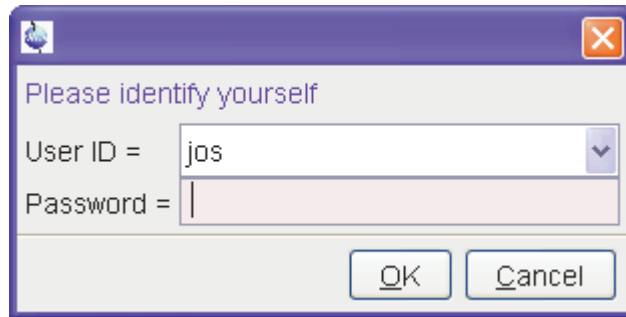 Please identify yourself
User ID = jos
Password =
OK Cancel